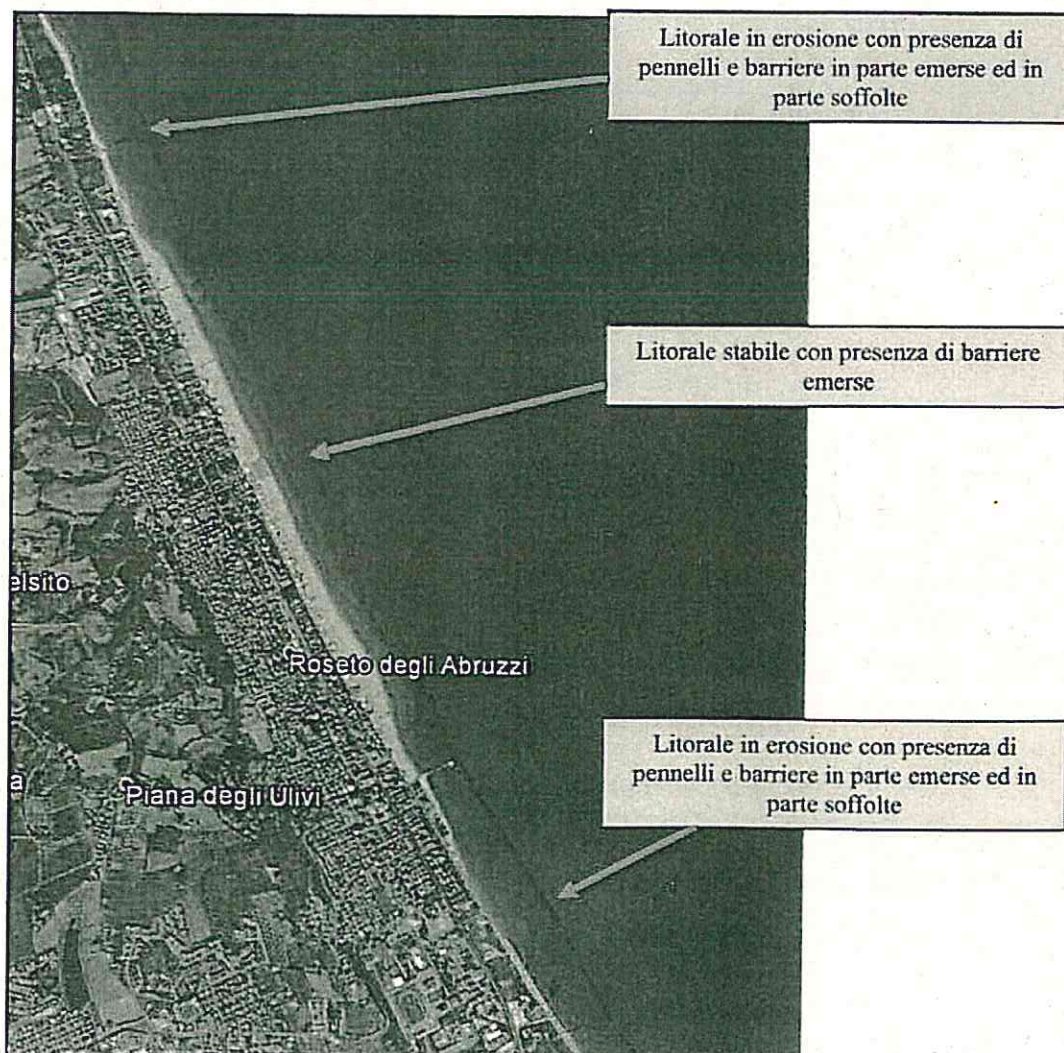 Litorale in erosione con presenza di
pennelli e barriere in parte emerse ed in
parte soffolte
Litorale stabile con presenza di barriere
emerse
elsito
Roseto degli Abruzzi
Litorale in erosione con presenza di
pennelli e barriere in parte emerse ed in
parte soffolte
a
Piana degli Ulivi